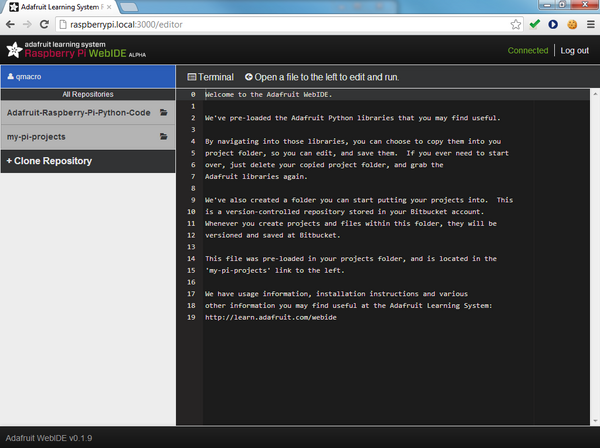 Adafruit Learning System F
raspberrypi.local:3000/editor
adafruit learning system
Raspberry Pi WebIDE ALPHA
Connected
Log out
qmacro
All Repositories
Adafruit-Raspberry-Pi-Python-Code
my-pi-projects
+ Clone Repository
Terminal
Open a file to the left to edit and run.
0 Welcome to the Adafruit WebIDE.
1
2 We've pre-loaded the Adafruit Python libraries that you may find useful.
3
4 By navigating into those libraries, you can choose to copy them into you
5 project folder, so you can edit, and save them.  If you ever need to start
6 over, just delete your copied project folder, and grab the
7 Adafruit libraries again.
8
9 We've also created a folder you can start putting your projects into.  This
10 is a version-controlled repository stored in your Bitbucket account.
11 Whenever you create projects and files within this folder, they will be
12 versioned and saved at Bitbucket.
13
14 This file was pre-loaded in your projects folder, and is located in the
15 'my-pi-projects' link to the left.
16
17 We have usage information, installation instructions and various
18 other information you may find useful at the Adafruit Learning System:
19 http://learn.adafruit.com/webide
Adafruit WebIDE v0.1.9